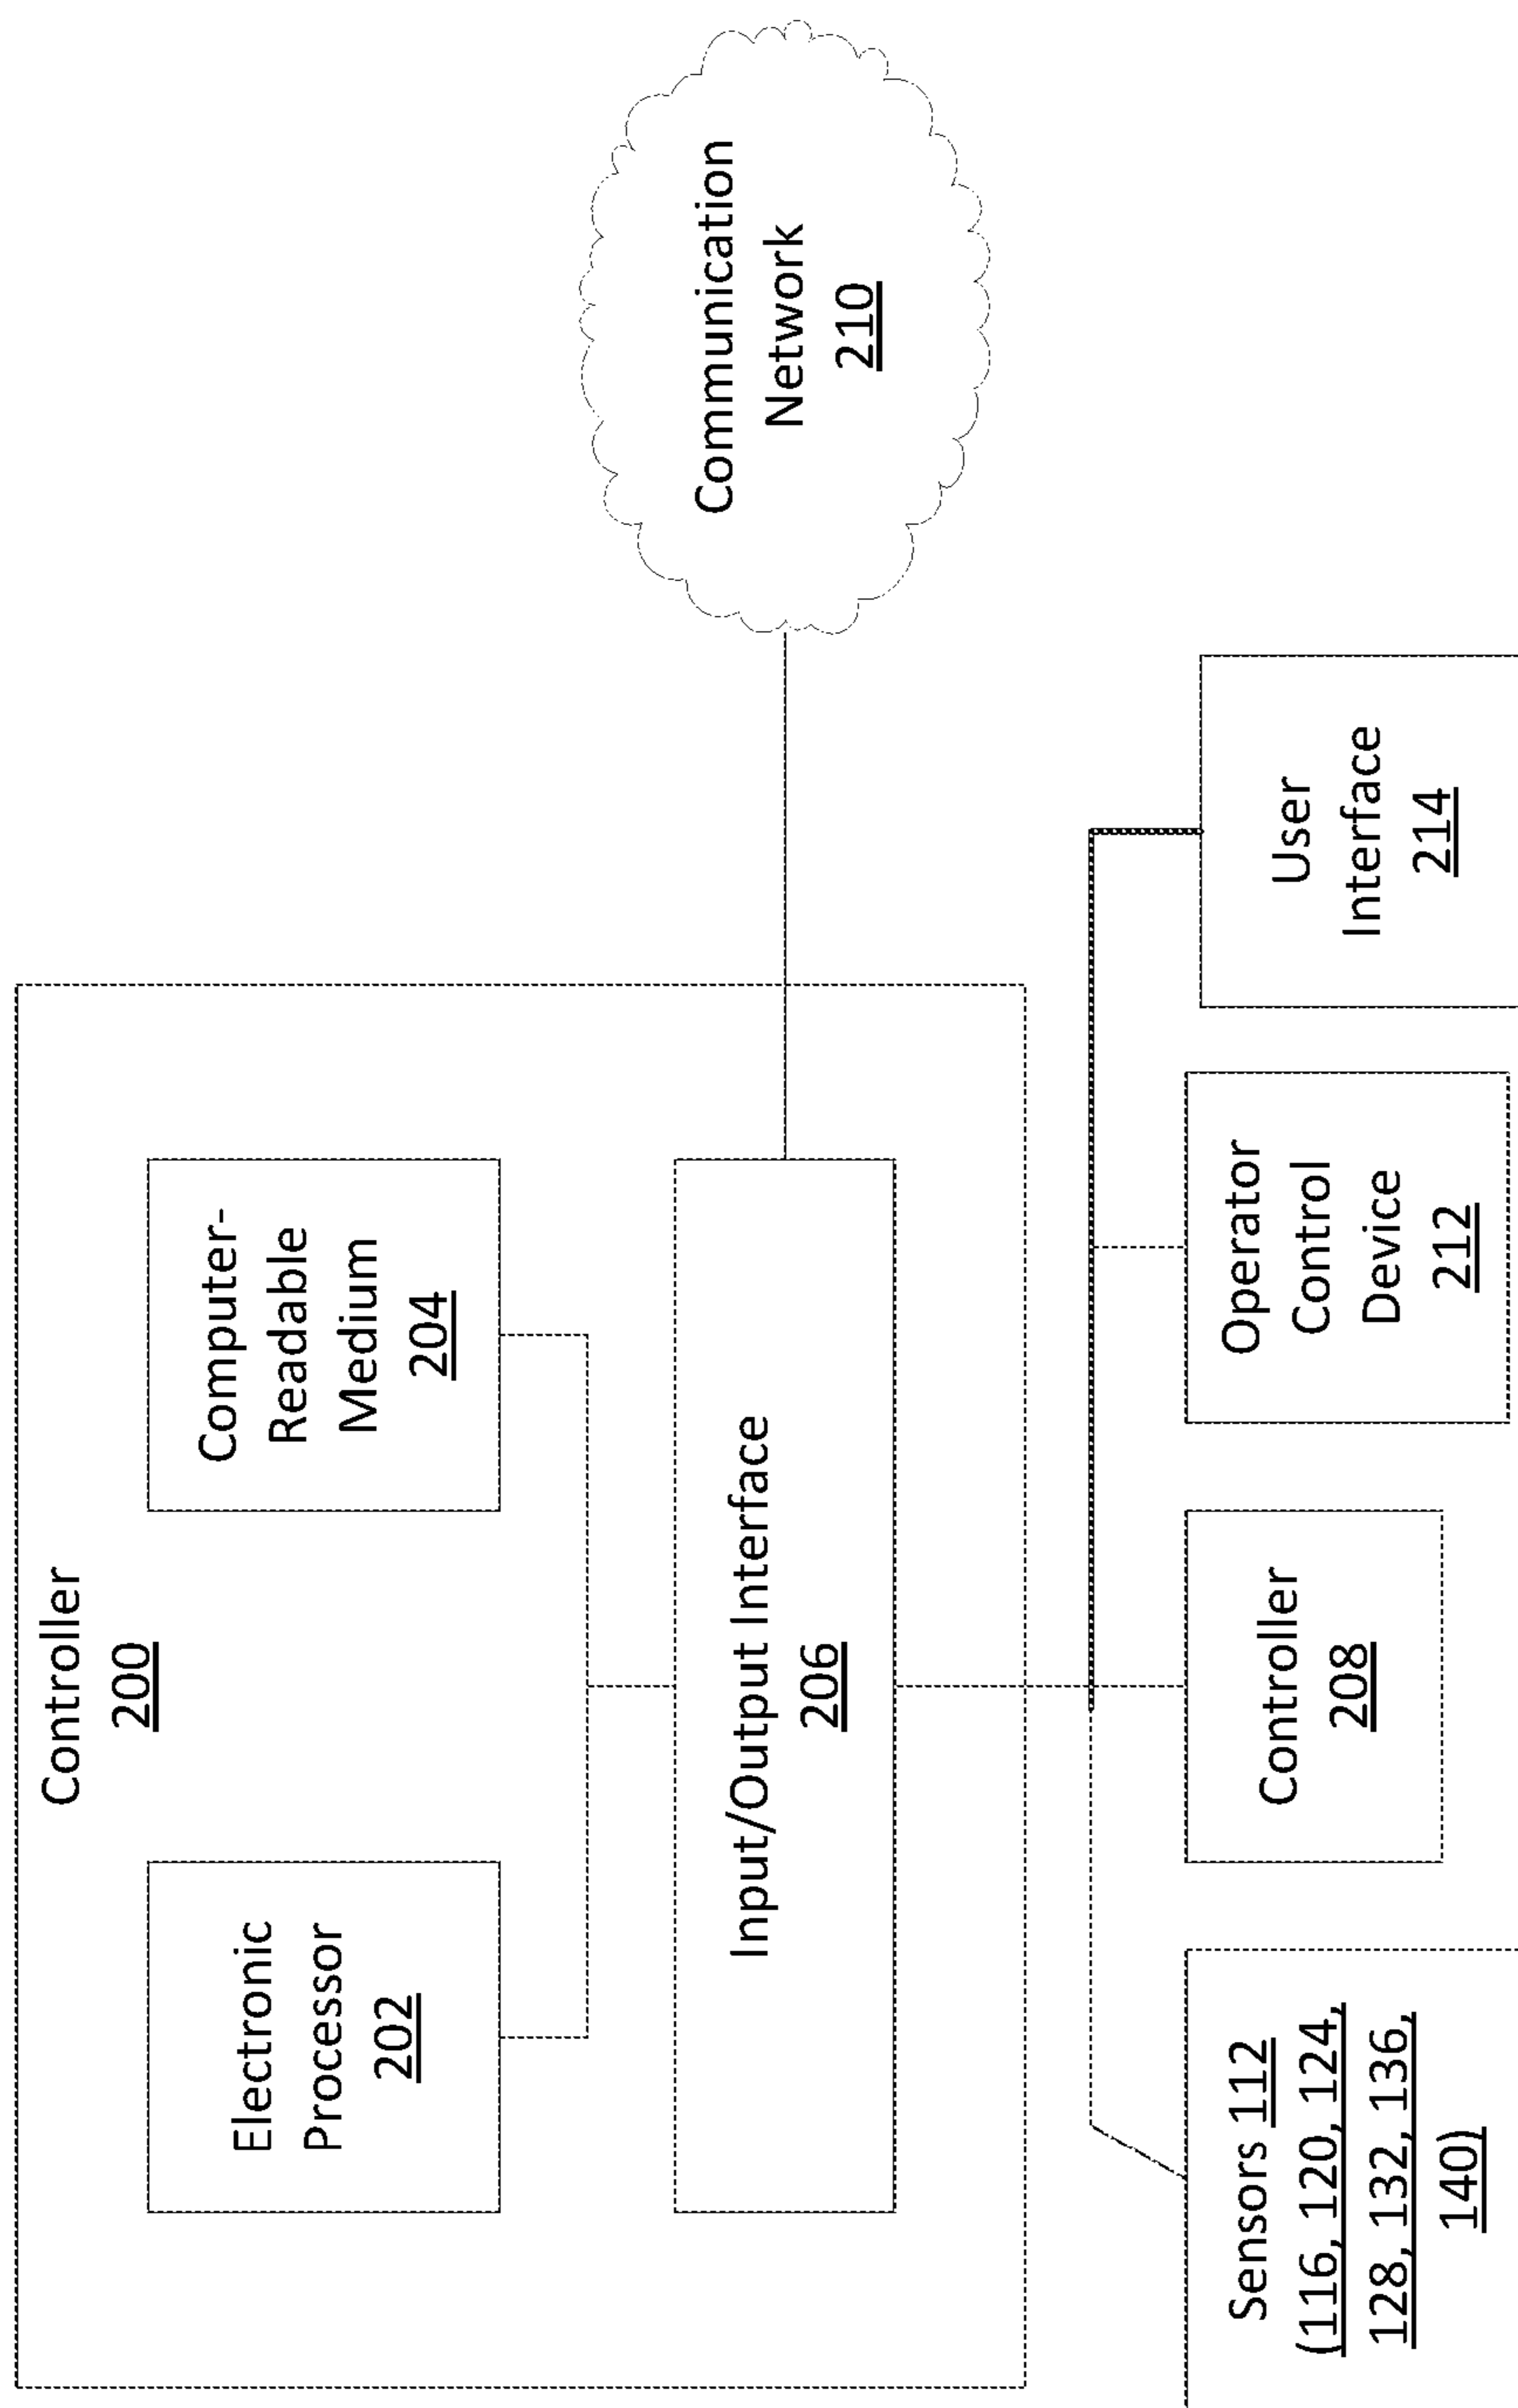 Controller
200
Electronic
Processor
202
Computer-
Readable
Medium
204
Input/Output Interface
206
Communication
Network
210
Sensors 112
(116, 120, 124,
128, 132, 136,
140)
Controller
208
Operator
Control
Device
212
User
Interface
214